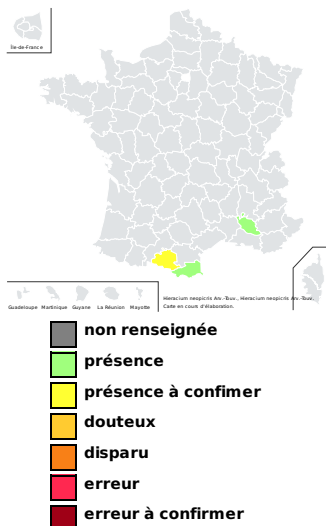 Île-de-France
Guadeloupe Martinique Guyane La Réunion Mayotte
Hieracium neopicris Arv.-Touv., Hieracium neopicris Arv.-Touv.
Carte en cours d'élaboration.
non renseignée
présence
présence à confimer
douteux
disparu
erreur
erreur à confirmer